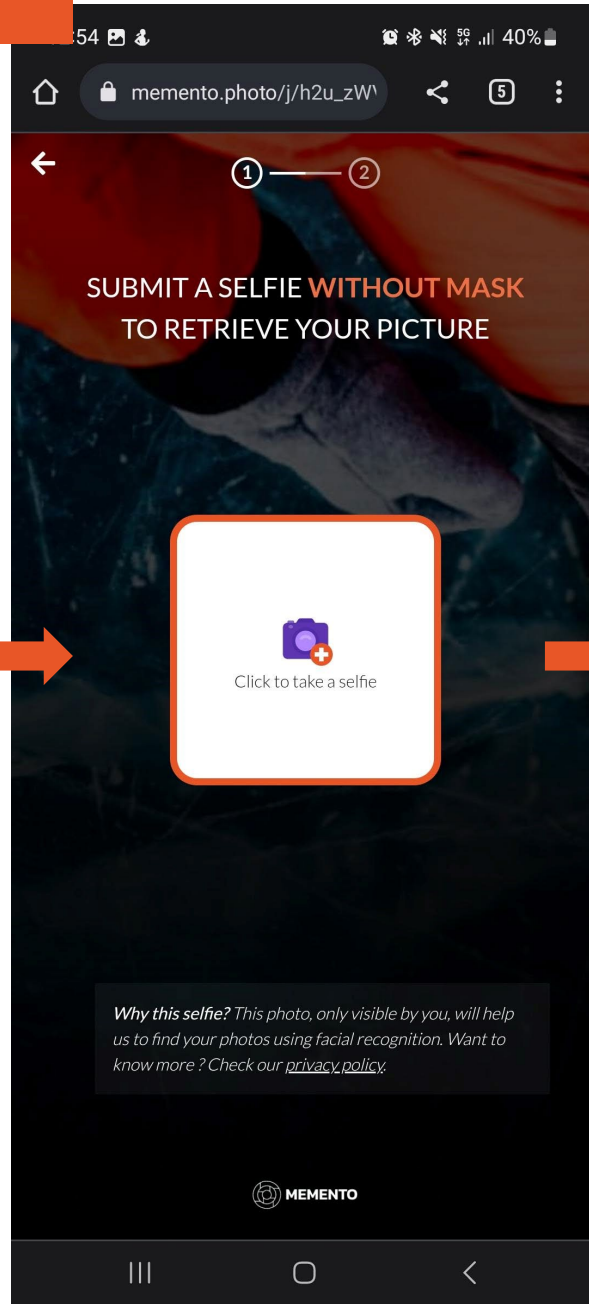 54
5G
40%
memento.photo/j/h2u_zW
5
1
2
SUBMIT A SELFIE WITHOUT MASK
TO RETRIEVE YOUR PICTURE
Click to take a selfie
Why this selfie? This photo, only visible by you, will help
us to find your photos using facial recognition. Want to
know more ? Check our privacy policy.
MEMENTO